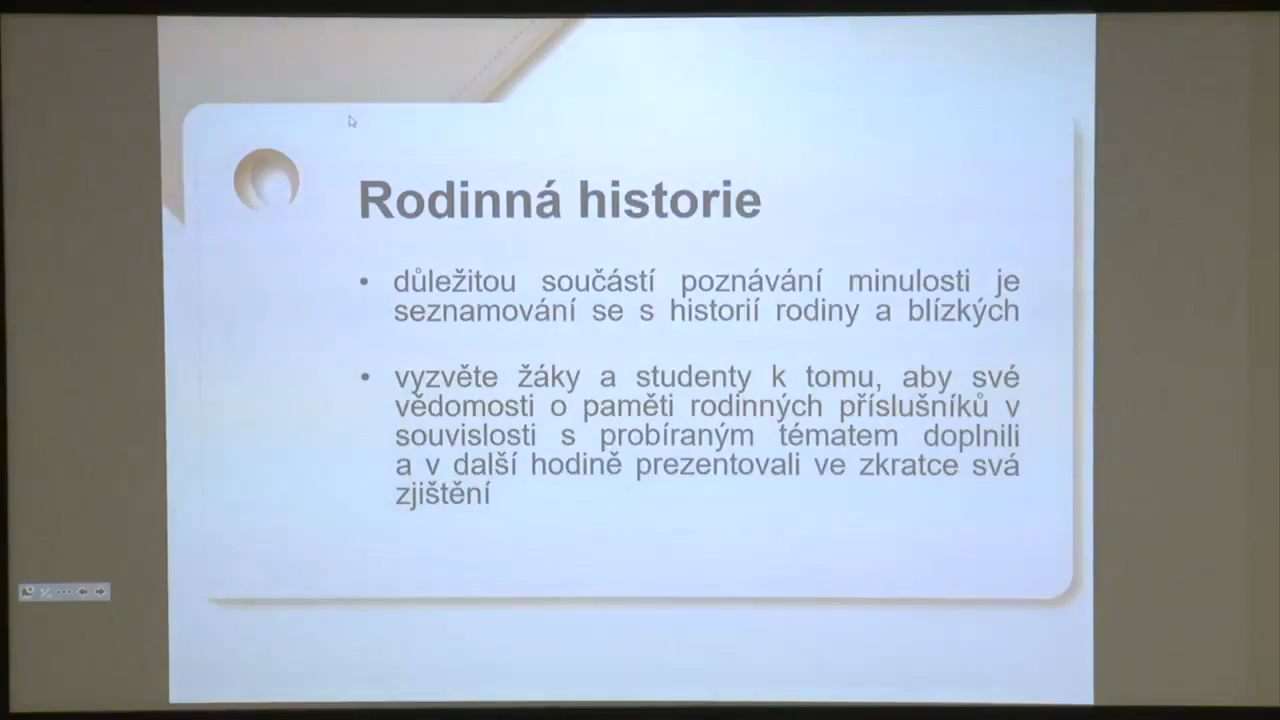 Rodinná historie
• důležitou součástí poznávání minulosti je
seznamování se s historií rodiny a blízkých
• vyzvěte žáky a studenty k tomu, aby své
vědomosti o paměti rodinných příslušníků v
souvislosti s probíraným tématem doplnili
a v další hodině prezentovali ve zkratce svá
zjištění